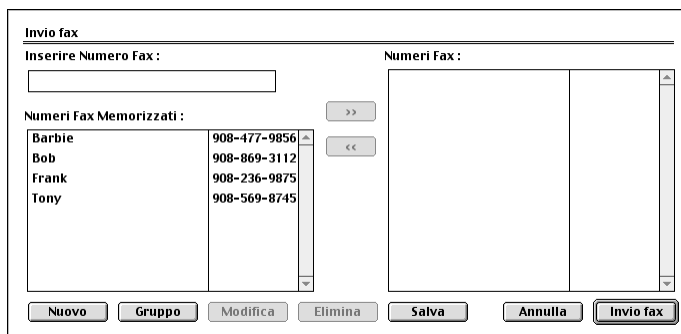 Invio fax
Inserire Numero Fax :
Numeri Fax :
>>
Numeri Fax Memorizzati :
<<
Barbie 908-477-9856
Bob 908-869-3112
Frank 908-236-9875
Tony 908-569-8745
Nuovo Gruppo Modifica Elimina Salva Annulla Invio fax